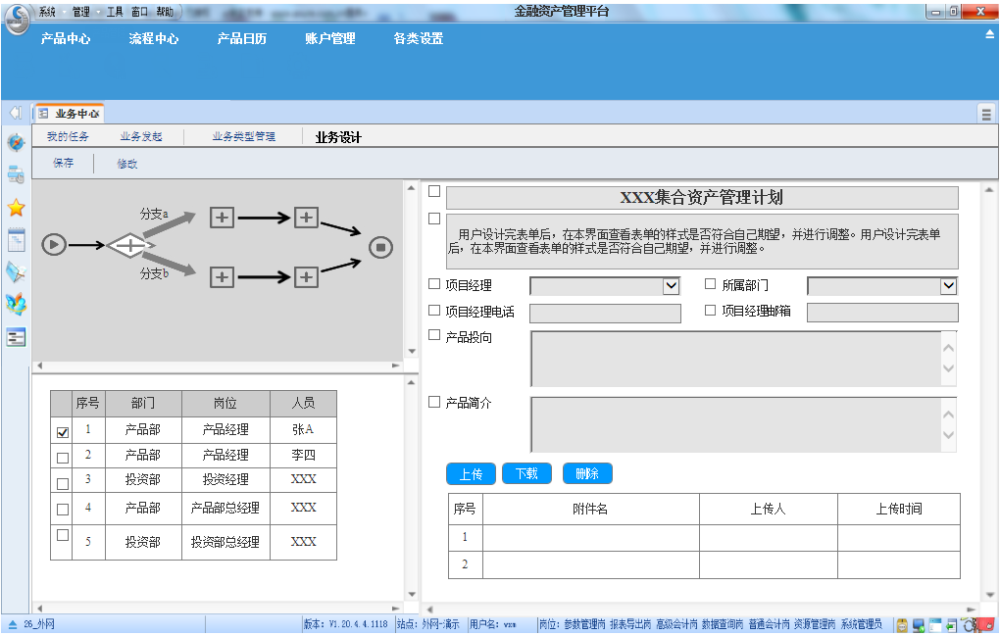 系统 管理 工具 窗口 帮助 金融资产管理平台
产品中心 流程中心 产品日历 账户管理 各类设置
业务中心
我的任务 业务发起 业务类型管理 业务设计
保存 修改
分支a
分支b
序号 部门 岗位 人员
1 产品部 产品经理 张A
2 产品部 产品经理 李四
3 投资部 投资经理 XXX
4 产品部 产品部总经理 XXX
5 投资部 投资部总经理 XXX
XXX集合资产管理计划
用户设计完表单后，在本界面查看表单的样式是否符合自己期望，并进行调整。用户设计完表单
后，在本界面查看表单的样式是否符合自己期望，并进行调整。
项目经理 所属部门
项目经理电话 项目经理邮箱
产品投向
产品简介
上传 下载 删除
序号 附件名 上传人 上传时间
1
2
26_外网 版本: V1.20.4.4.1118 站点: 外网-演示 用户名: vxm 岗位: 参数管理岗 报表导出岗 高级会计岗 数据查询岗 普通会计岗 资源管理岗 系统管理员